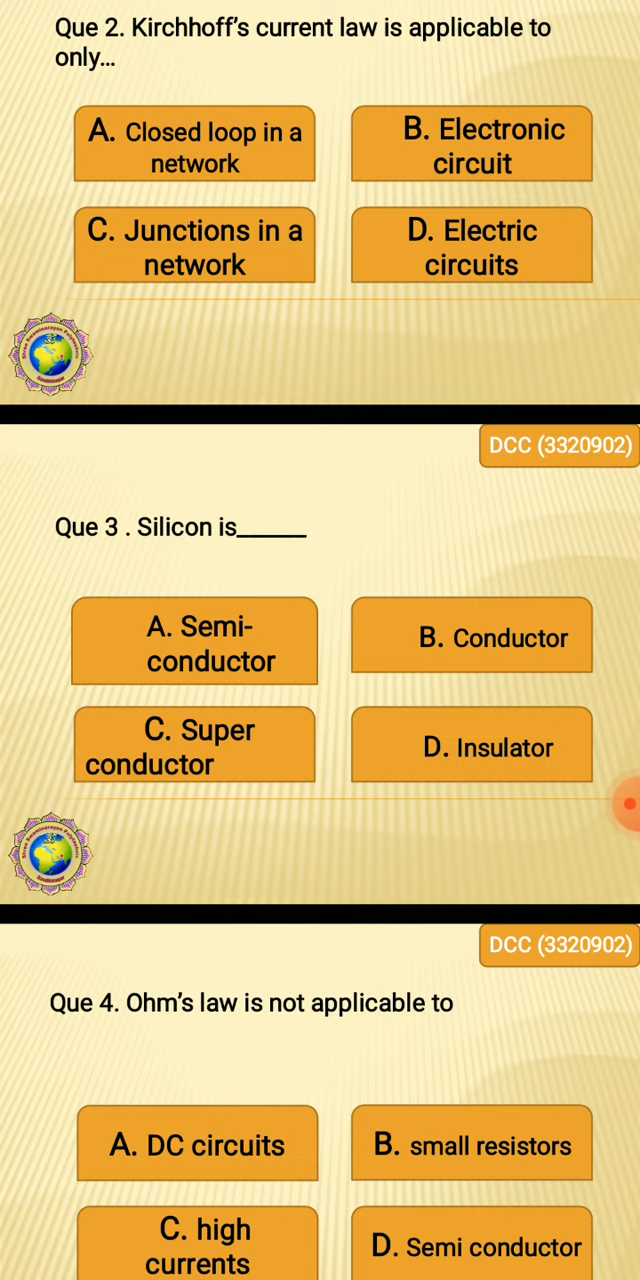 Que 2. Kirchhoff's current law is applicable to
only...
A. Closed loop in a
network
B. Electronic
circuit
C. Junctions in a
network
D. Electric
circuits
DCC (3320902)
Que 3 . Silicon is______
A. Semi-
conductor
B. Conductor
C. Super
conductor
D. Insulator
DCC (3320902)
Que 4. Ohm's law is not applicable to
A. DC circuits
B. small resistors
C. high
currents
D. Semi conductor